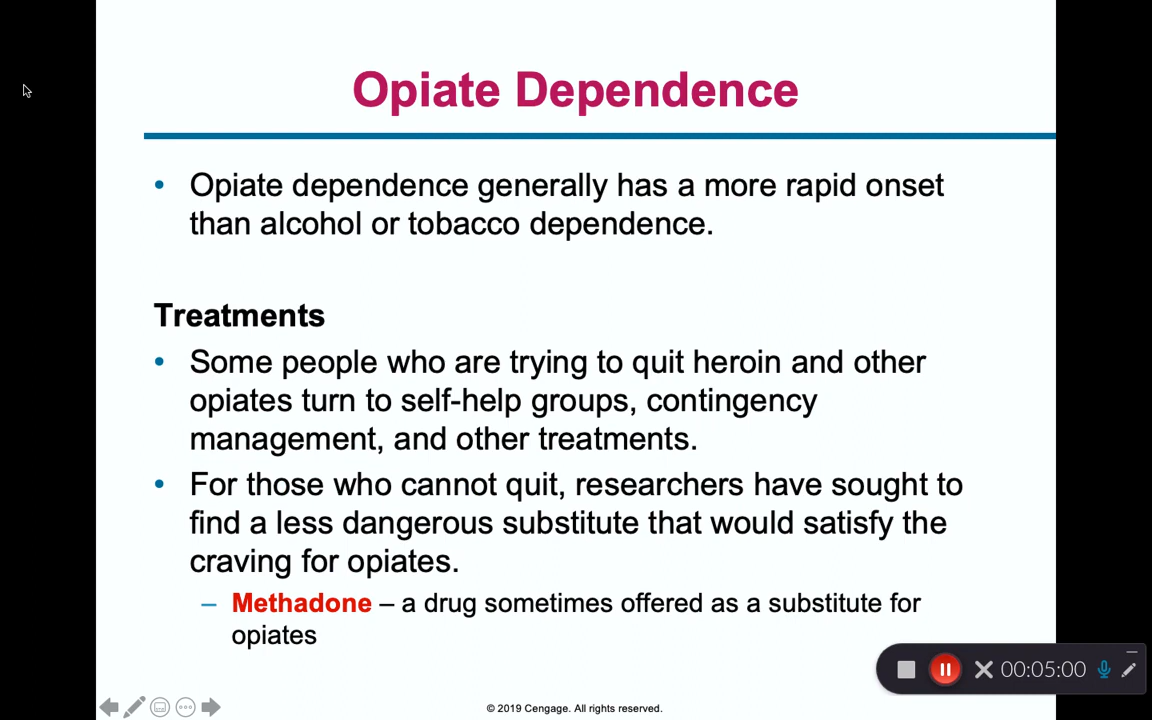 Opiate Dependence
• Opiate dependence generally has a more rapid onset
than alcohol or tobacco dependence.
Treatments
• Some people who are trying to quit heroin and other
opiates turn to self-help groups, contingency
management, and other treatments.
• For those who cannot quit, researchers have sought to
find a less dangerous substitute that would satisfy the
craving for opiates.
– Methadone – a drug sometimes offered as a substitute for
opiates
00:05:00
© 2019 Cengage. All rights reserved.